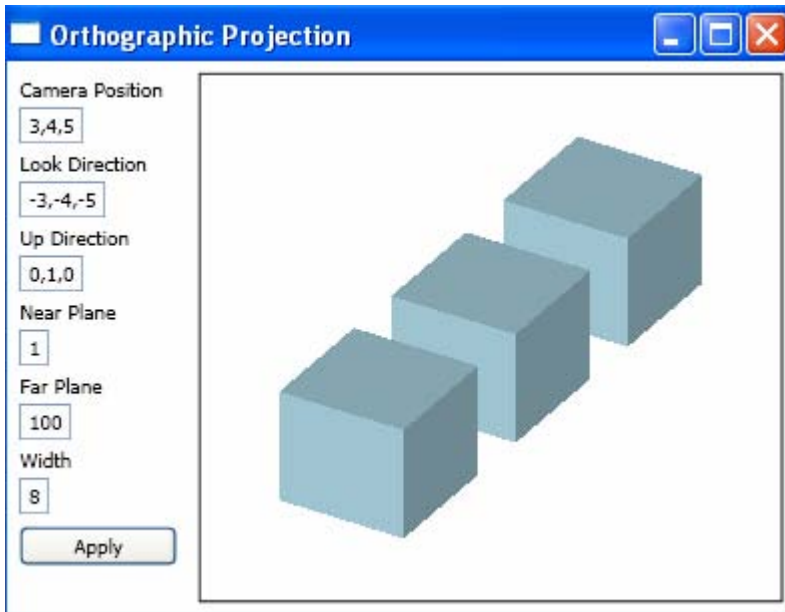 Orthographic Projection
Camera Position
3,4,5
Look Direction
-3,-4,-5
Up Direction
0,1,0
Near Plane
1
Far Plane
100
Width
8
Apply